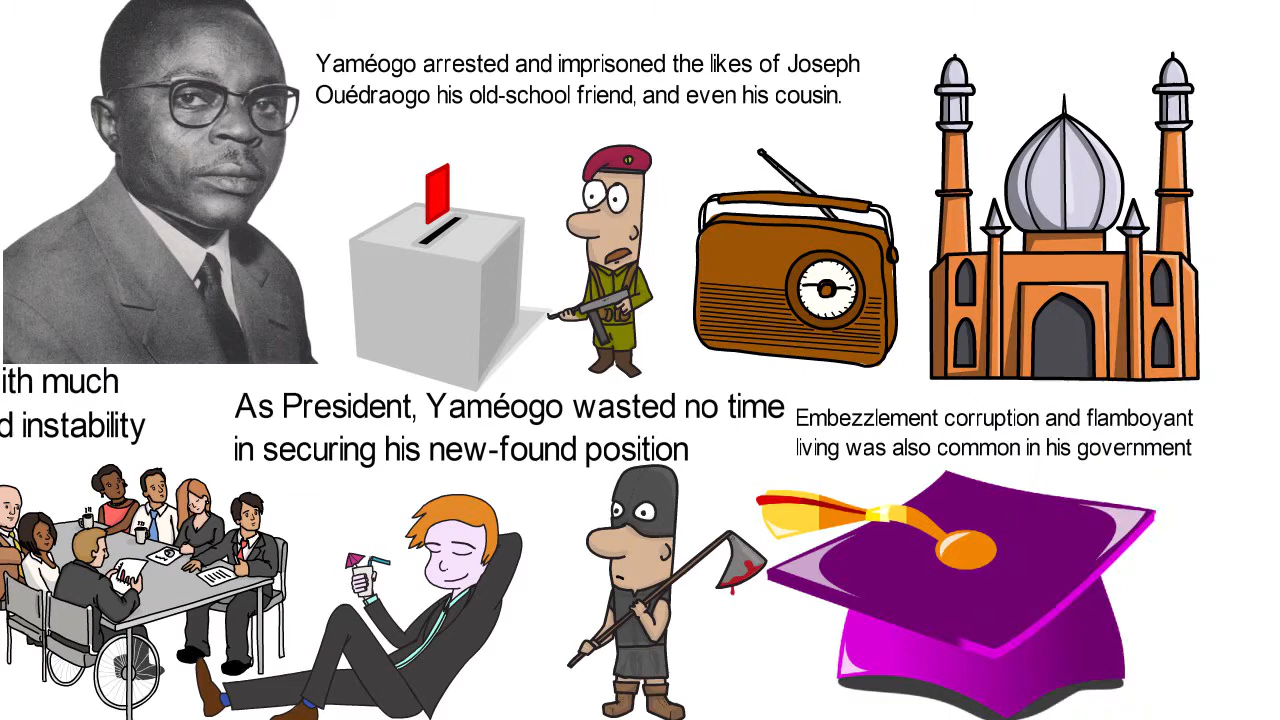 Yaméogo arrested and imprisoned the likes of Joseph
Ouédraogo his old-school friend, and even his cousin.
ith much
d instability
As President, Yaméogo wasted no time
in securing his new-found position
Embezzlement corruption and flamboyant
living was also common in his government